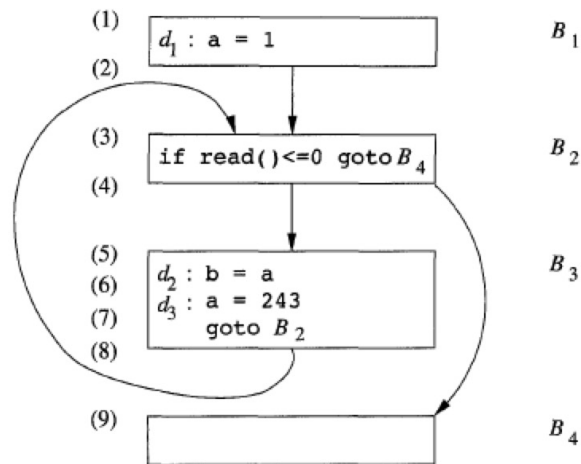 (1)
d1 : a = 1 B1
(2)
(3)
if read()<=0 goto B4 B2
(4)
(5)
d2 : b = a B3
(6)
d3 : a = 243
(7)
goto B2
(8)
(9)
B4